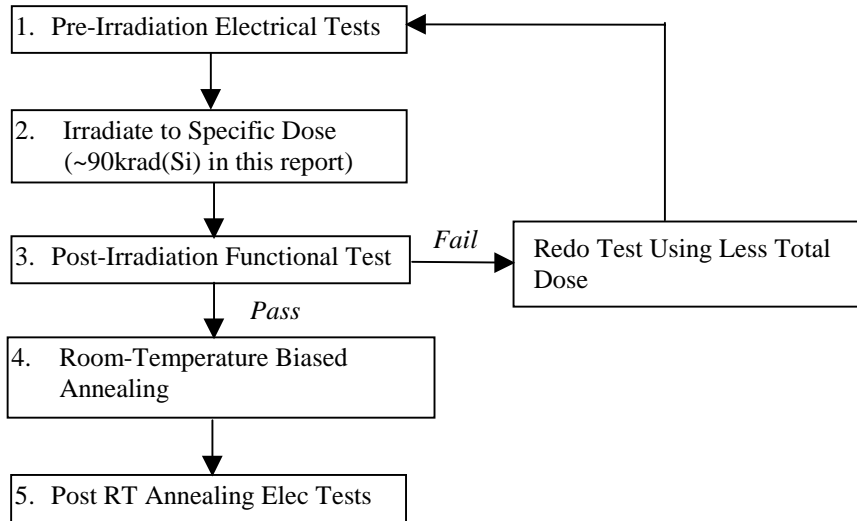 1. Pre-Irradiation Electrical Tests
2. Irradiate to Specific Dose
(~90krad(Si) in this report)
3. Post-Irradiation Functional Test
Fail
Redo Test Using Less Total
Dose
Pass
4. Room-Temperature Biased
Annealing
5. Post RT Annealing Elec Tests